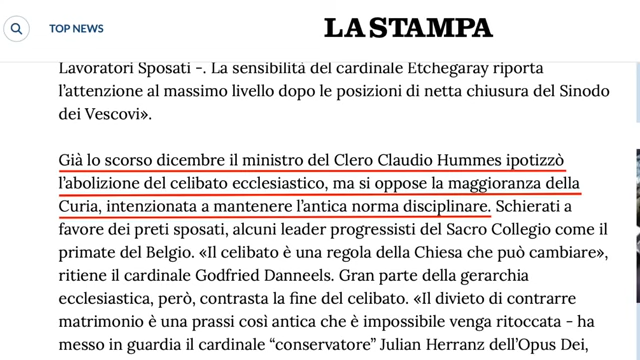 TOP NEWS
LA STAMPA
Lavoratori Sposati -. La sensibilità del cardinale Etchegaray riporta
l'attenzione al massimo livello dopo le posizioni di netta chiusura del Sinodo
dei Vescovi».
Già lo scorso dicembre il ministro del Clero Claudio Hummes ipotizzò
l'abolizione del celibato ecclesiastico, ma si oppose la maggioranza della
Curia, intenzionata a mantenere l'antica norma disciplinare. Schierati a
favore dei preti sposati, alcuni leader progressisti del Sacro Collegio come il
primate del Belgio. «Il celibato è una regola della Chiesa che può cambiare»,
ritiene il cardinale Godfried Danneels. Gran parte della gerarchia
ecclesiastica, però, contrasta la fine del celibato. «Il divieto di contrarre
matrimonio è una prassi così antica che è impossibile venga ritoccata - ha
messo in guardia il cardinale “conservatore” Julian Herranz dell'Opus Dei,